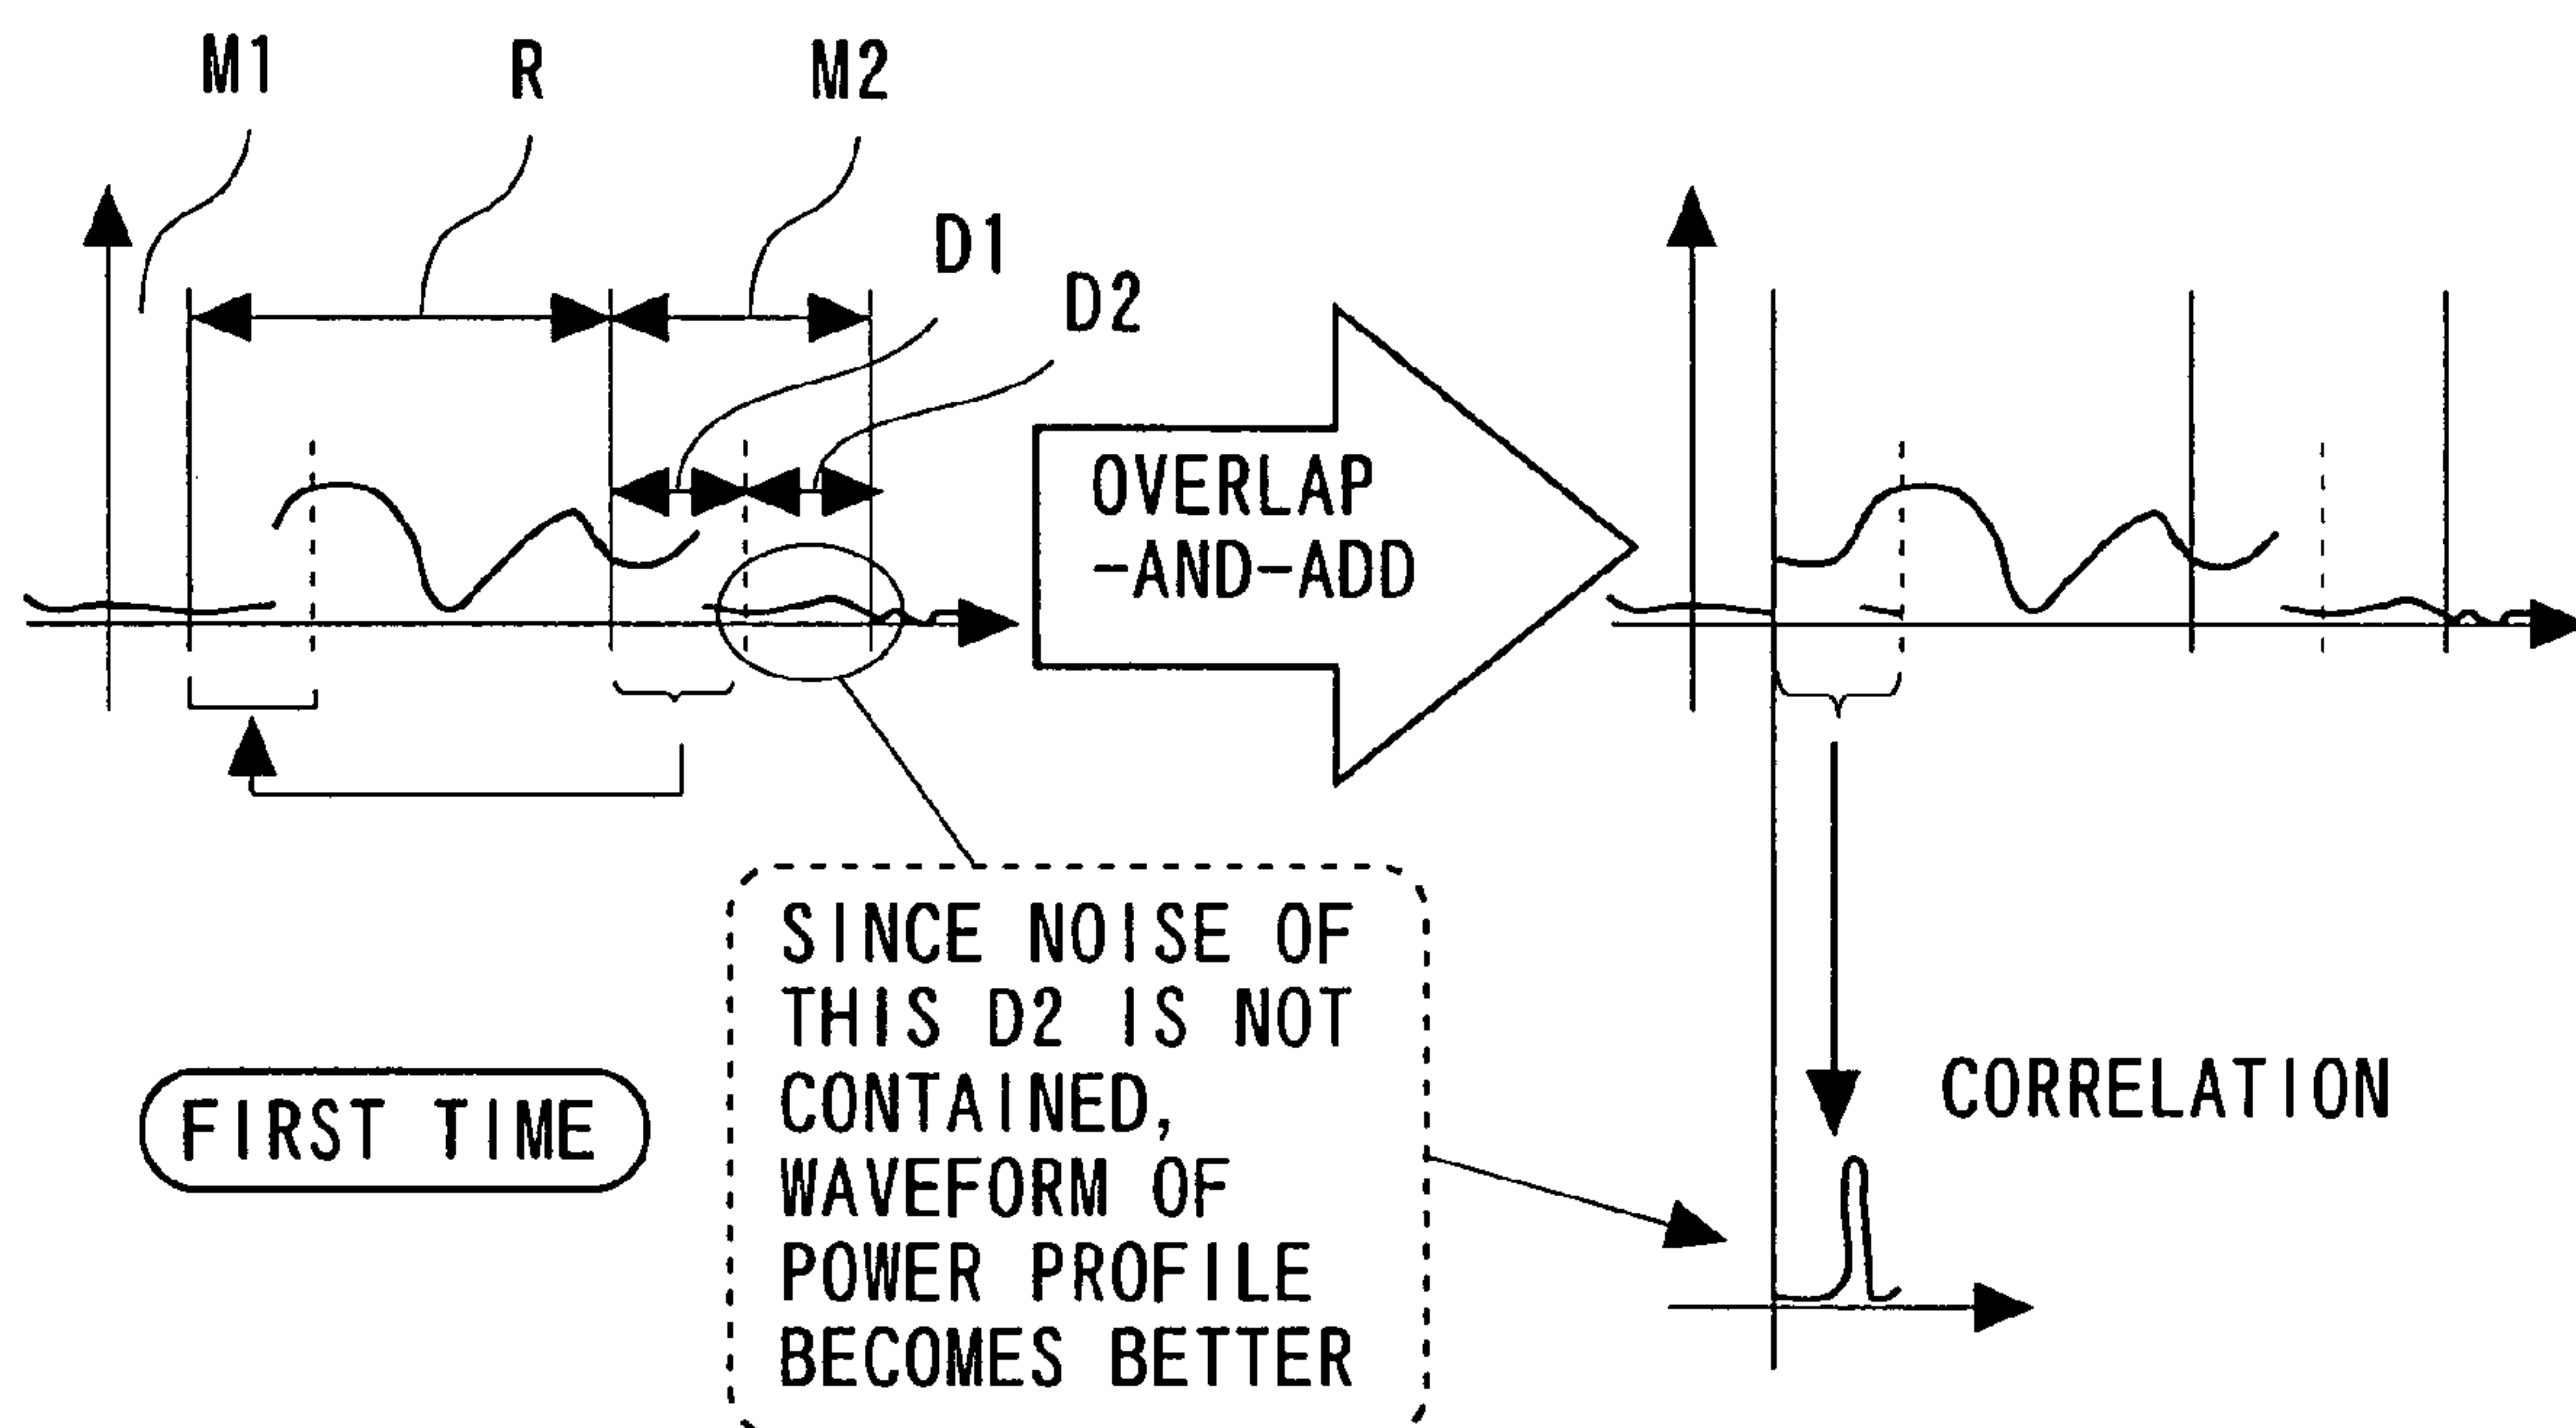 M1
R
M2
D1
D2
OVERLAP
-AND-ADD
SINCE NOISE OF
THIS D2 IS NOT
CONTAINED,
WAVEFORM OF
POWER PROFILE
BECOMES BETTER
FIRST TIME
CORRELATION